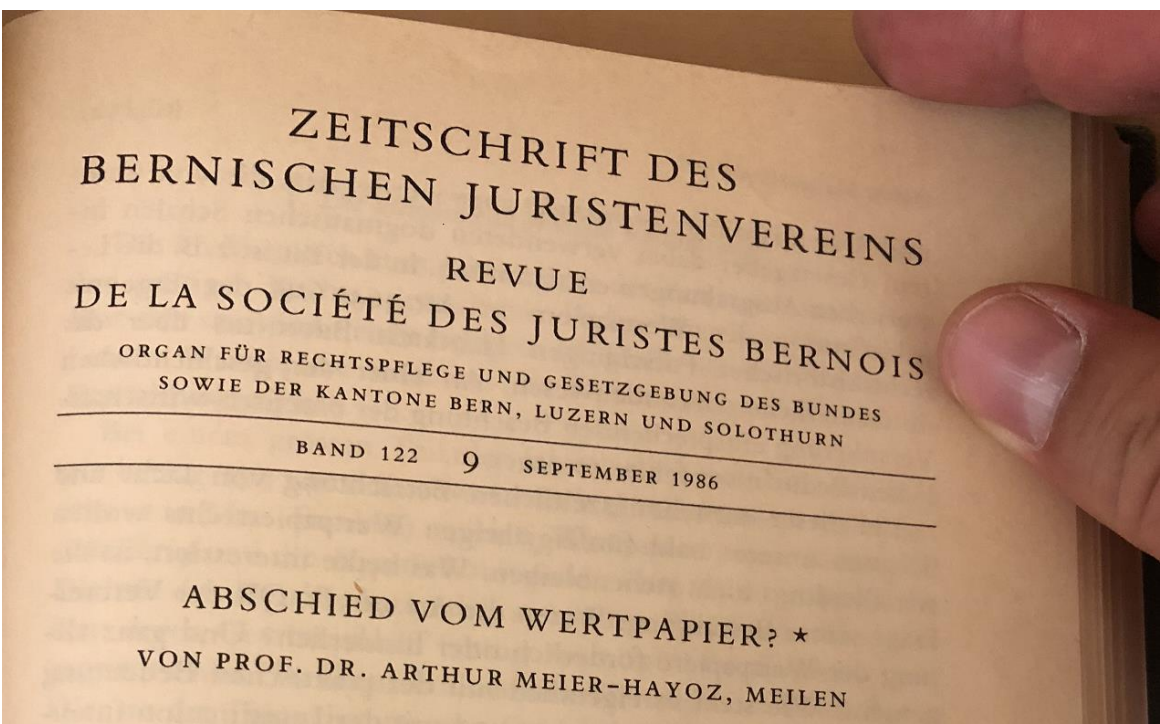 ZEITSCHRIFT DES
BERNISCHEN JURISTENVEREINS
REVUE
DE LA SOCIÉTÉ DES JURISTES BERNOIS
ORGAN FÜR RECHTSPFLEGE UND GESETZGEBUNG DES BUNDES
SOWIE DER KANTONE BERN, LUZERN UND SOLOTHURN
BAND 122 9 SEPTEMBER 1986
ABSCHIED VOM WERTPAPIER? ★
VON PROF. DR. ARTHUR MEIER-HAYOZ, MEILEN